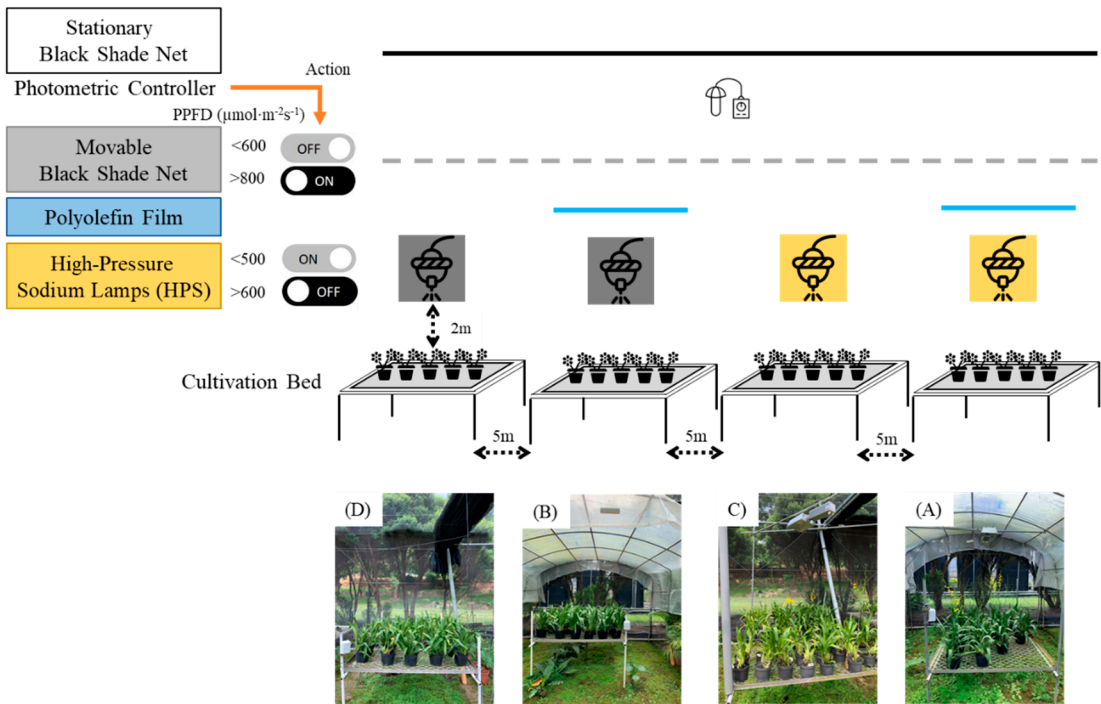 Stationary
Black Shade Net
Action
Photometric Controller
PPFD (µmol·m⁻²s⁻¹)
Movable
Black Shade Net
<600
OFF
>800
ON
Polyolefin Film
High-Pressure
Sodium Lamps (HPS)
<500
ON
>600
OFF
2m
Cultivation Bed
5m
5m
5m
(D)
(B)
C)
(A)